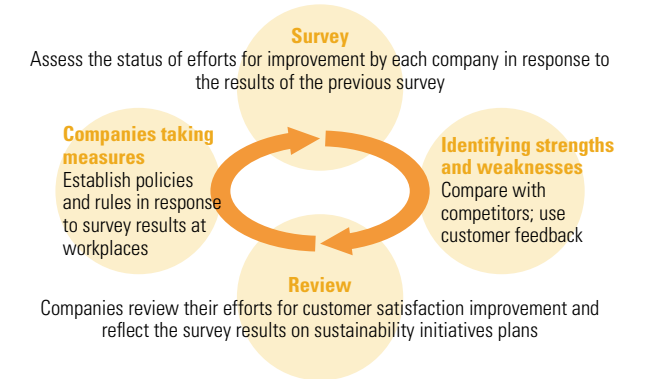 Survey
Assess the status of efforts for improvement by each company in response to
the results of the previous survey
Companies taking
measures
Establish policies
and rules in response
to survey results at
workplaces
Identifying strengths
and weaknesses
Compare with
competitors; use
customer feedback
Review
Companies review their efforts for customer satisfaction improvement and
reflect the survey results on sustainability initiatives plans